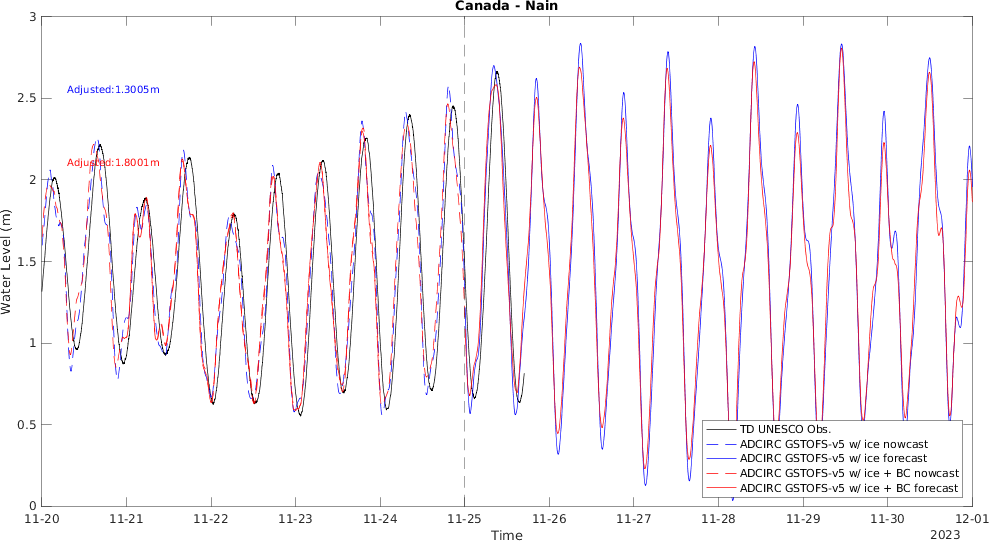 Canada - Nain
3
2.5
2
1.5
1
0.5
0
Water Level (m)
Adjusted:1.3005m
Adjusted:1.8001m
TD UNESCO Obs.
ADCIRC GSTOFS-v5 w/ ice nowcast
ADCIRC GSTOFS-v5 w/ ice forecast
ADCIRC GSTOFS-v5 w/ ice + BC nowcast
ADCIRC GSTOFS-v5 w/ ice + BC forecast
11-20 11-21 11-22 11-23 11-24 11-25 11-26 11-27 11-28 11-29 11-30 12-01
Time
2023